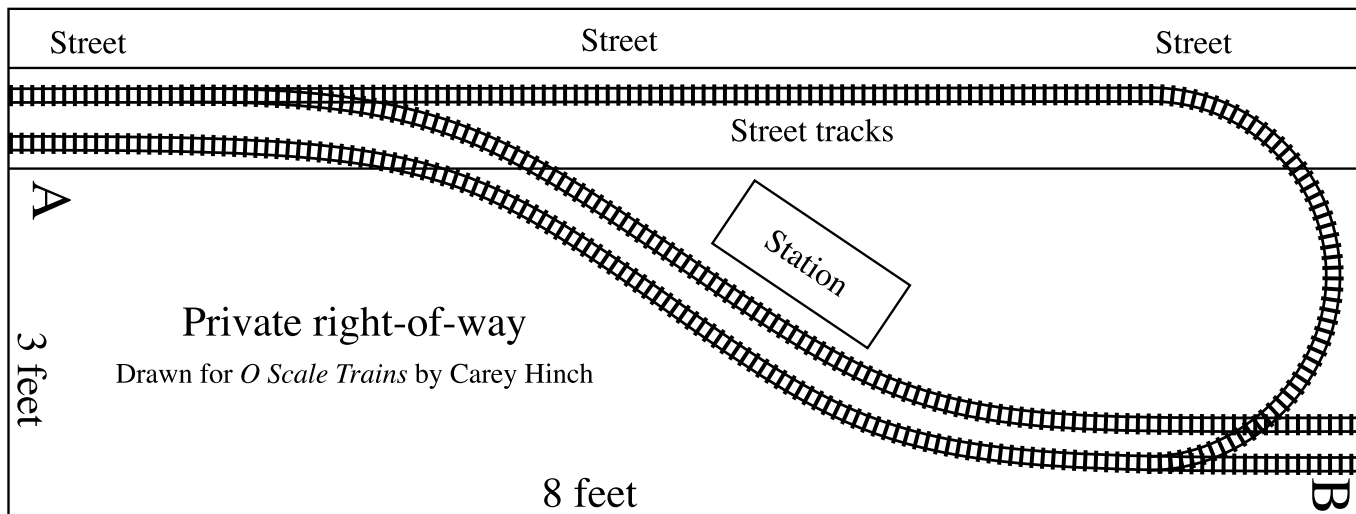 Street
Street
Street
Street tracks
A
Station
Private right-of-way
Drawn for O Scale Trains by Carey Hinch
3 feet
8 feet
B